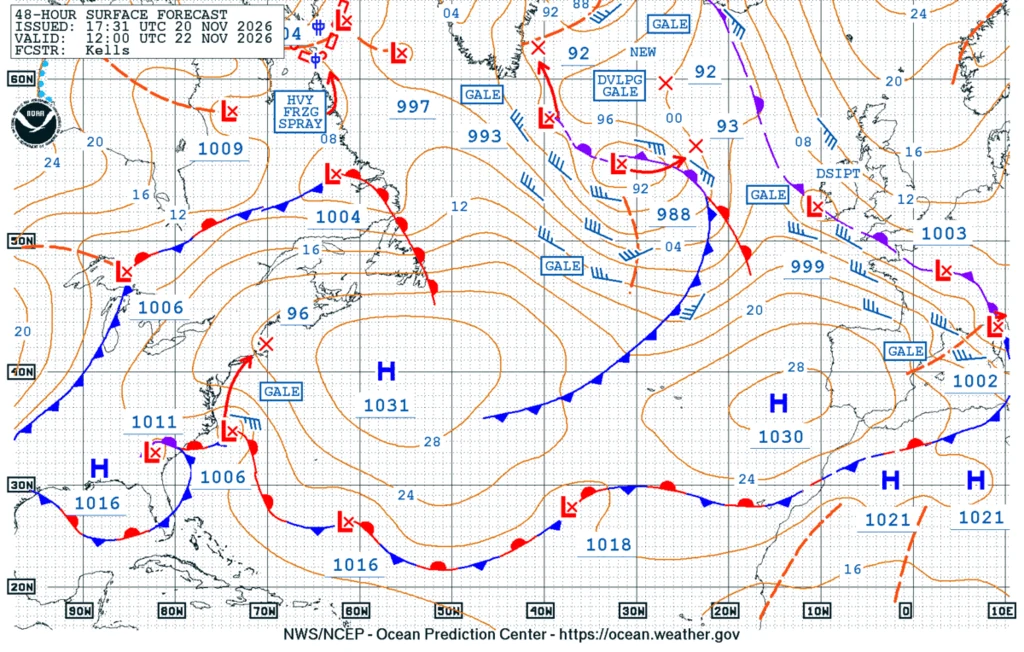 48-HOUR SURFACE FORECAST
ISSUED: 17:31 UTC 20 NOV 2026
VALID: 12:00 UTC 22 NOV 2026
FCSTR: Kells
04
04
92
88
GALE
24
92
NEW
60N
92
20
DVLPG
GALE
GALE
HVY
FRZG
SPRAY
997
NOAA
96
00
93
993
08
08
20
1009
16
24
DSIPT
92
16
GALE
12
12
12
1004
988
1003
50N
16
04
GALE
999
1006
96
20
20
GALE
40N
28
H
GALE
1002
1031
H
1011
28
1030
H
1006
24
24
30N
H
H
1016
1021
1021
1018
1016
16
20N
90W
80W
70W
60W
50W
40W
30W
20W
10W
0
10E
NWS/NCEP - Ocean Prediction Center - https://ocean.weather.gov